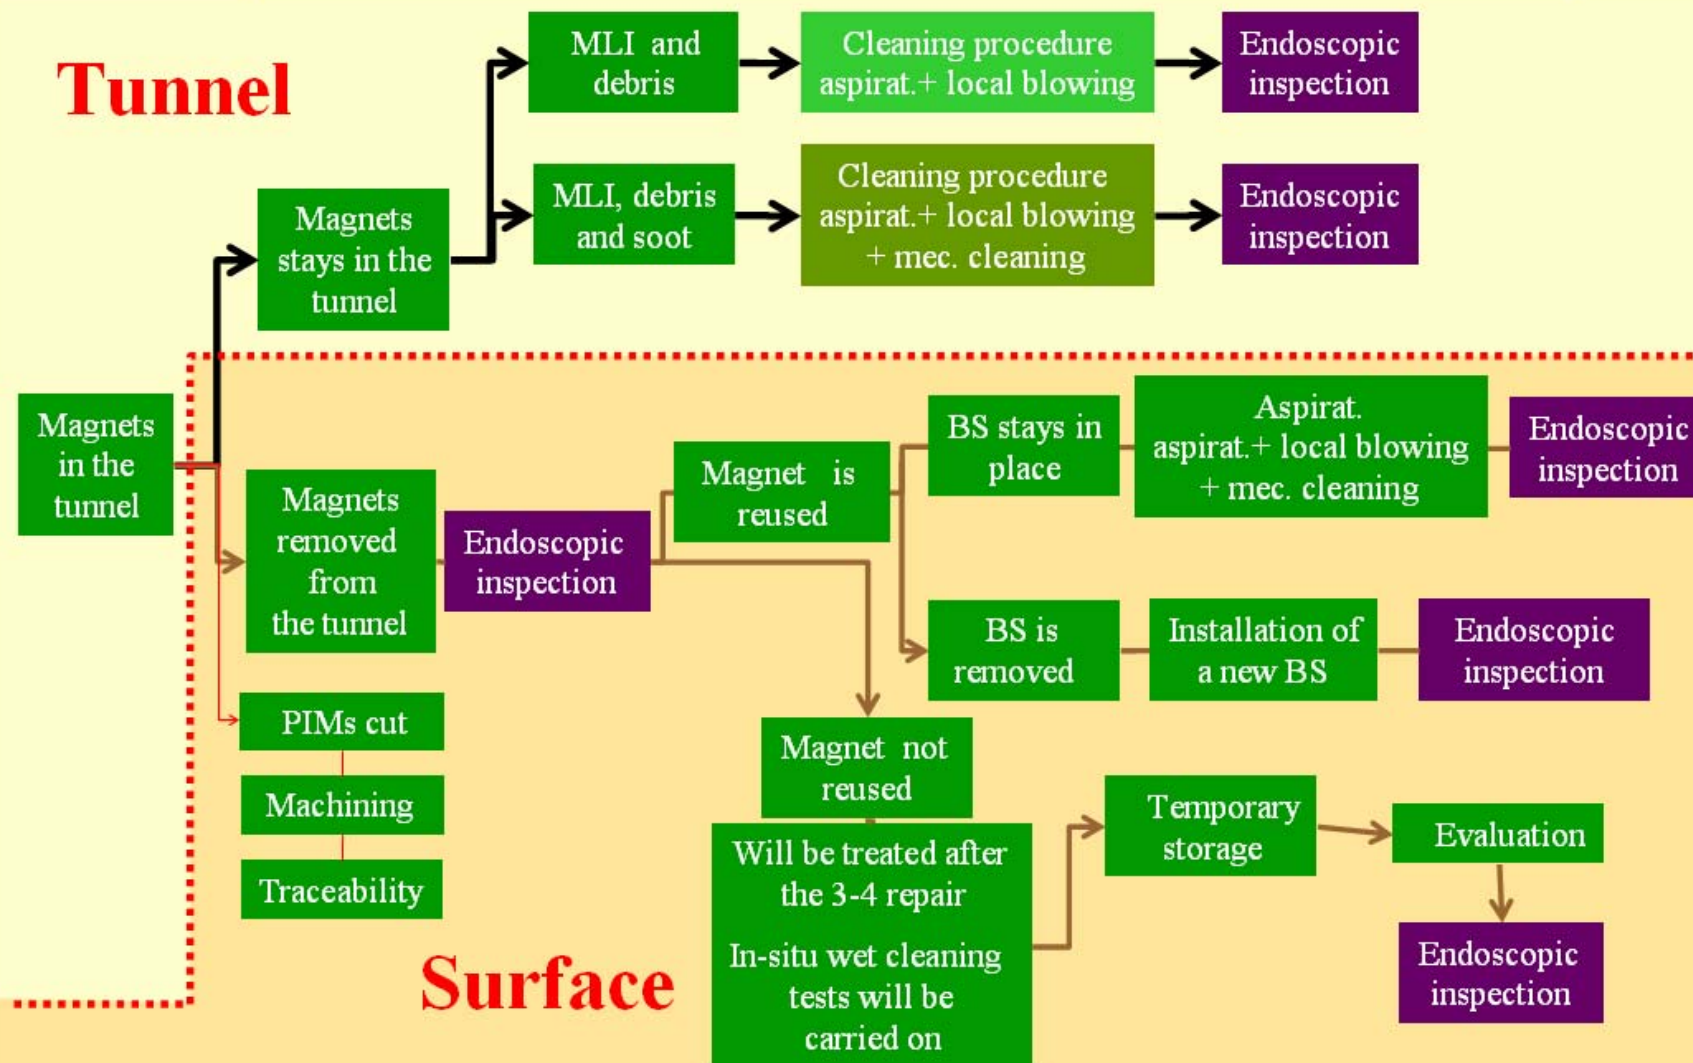 Tunnel
MLI and
debris
Cleaning procedure
aspirat.+ local blowing
Endoscopic
inspection
Magnets
stays in the
tunnel
MLI, debris
and soot
Cleaning procedure
aspirat.+ local blowing
+ mec. cleaning
Endoscopic
inspection
Magnets
in the
tunnel
Magnets
removed
from
the tunnel
Endoscopic
inspection
Magnet is
reused
BS stays in
place
Aspirat.
aspirat.+ local blowing
+ mec. cleaning
Endoscopic
inspection
BS is
removed
Installation of
a new BS
Endoscopic
inspection
PIMs cut
Machining
Traceability
Magnet not
reused
Will be treated after
the 3-4 repair
In-situ wet cleaning
tests will be
carried on
Temporary
storage
Evaluation
Endoscopic
inspection
Surface